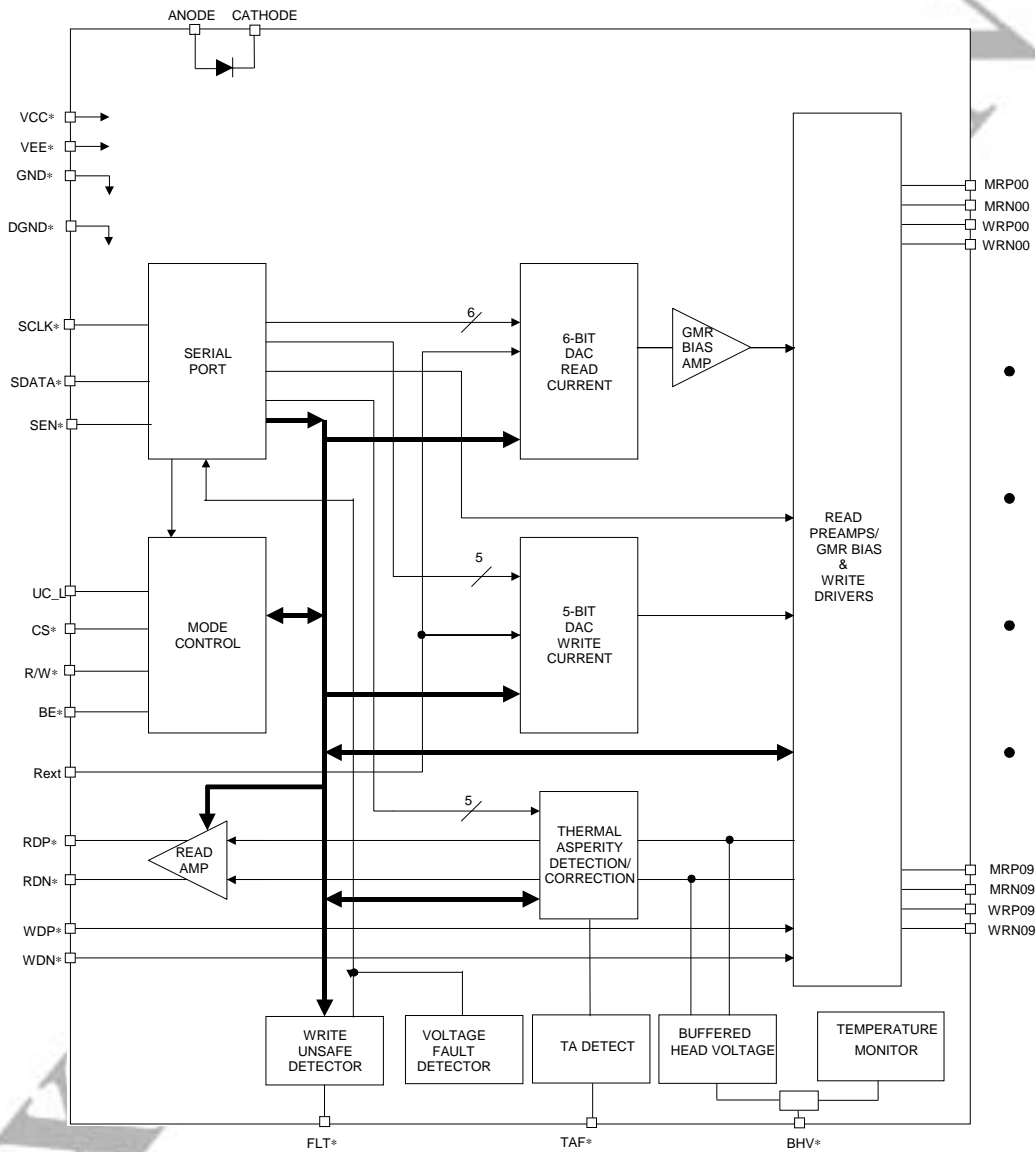 ANODE CATHODE
VCC*
VEE*
GND*
DGND*
SCLK*
SDATA*
SEN*
UC_L
CS*
R/W*
BE*
Rext
RDP*
RDN*
WDP*
WDN*
SERIAL
PORT
MODE
CONTROL
READ
AMP
6
5
5
6-BIT
DAC
READ
CURRENT
GMR
BIAS
AMP
5-BIT
DAC
WRITE
CURRENT
THERMAL
ASPERITY
DETECTION/
CORRECTION
READ
PREAMPS/
GMR BIAS
&
WRITE
DRIVERS
MRP00
MRN00
WRP00
WRN00
MRP09
MRN09
WRP09
WRN09
WRITE
UNSAFE
DETECTOR
VOLTAGE
FAULT
DETECTOR
TA DETECT
BUFFERED
HEAD VOLTAGE
TEMPERATURE
MONITOR
FLT*
TAF*
BHV*